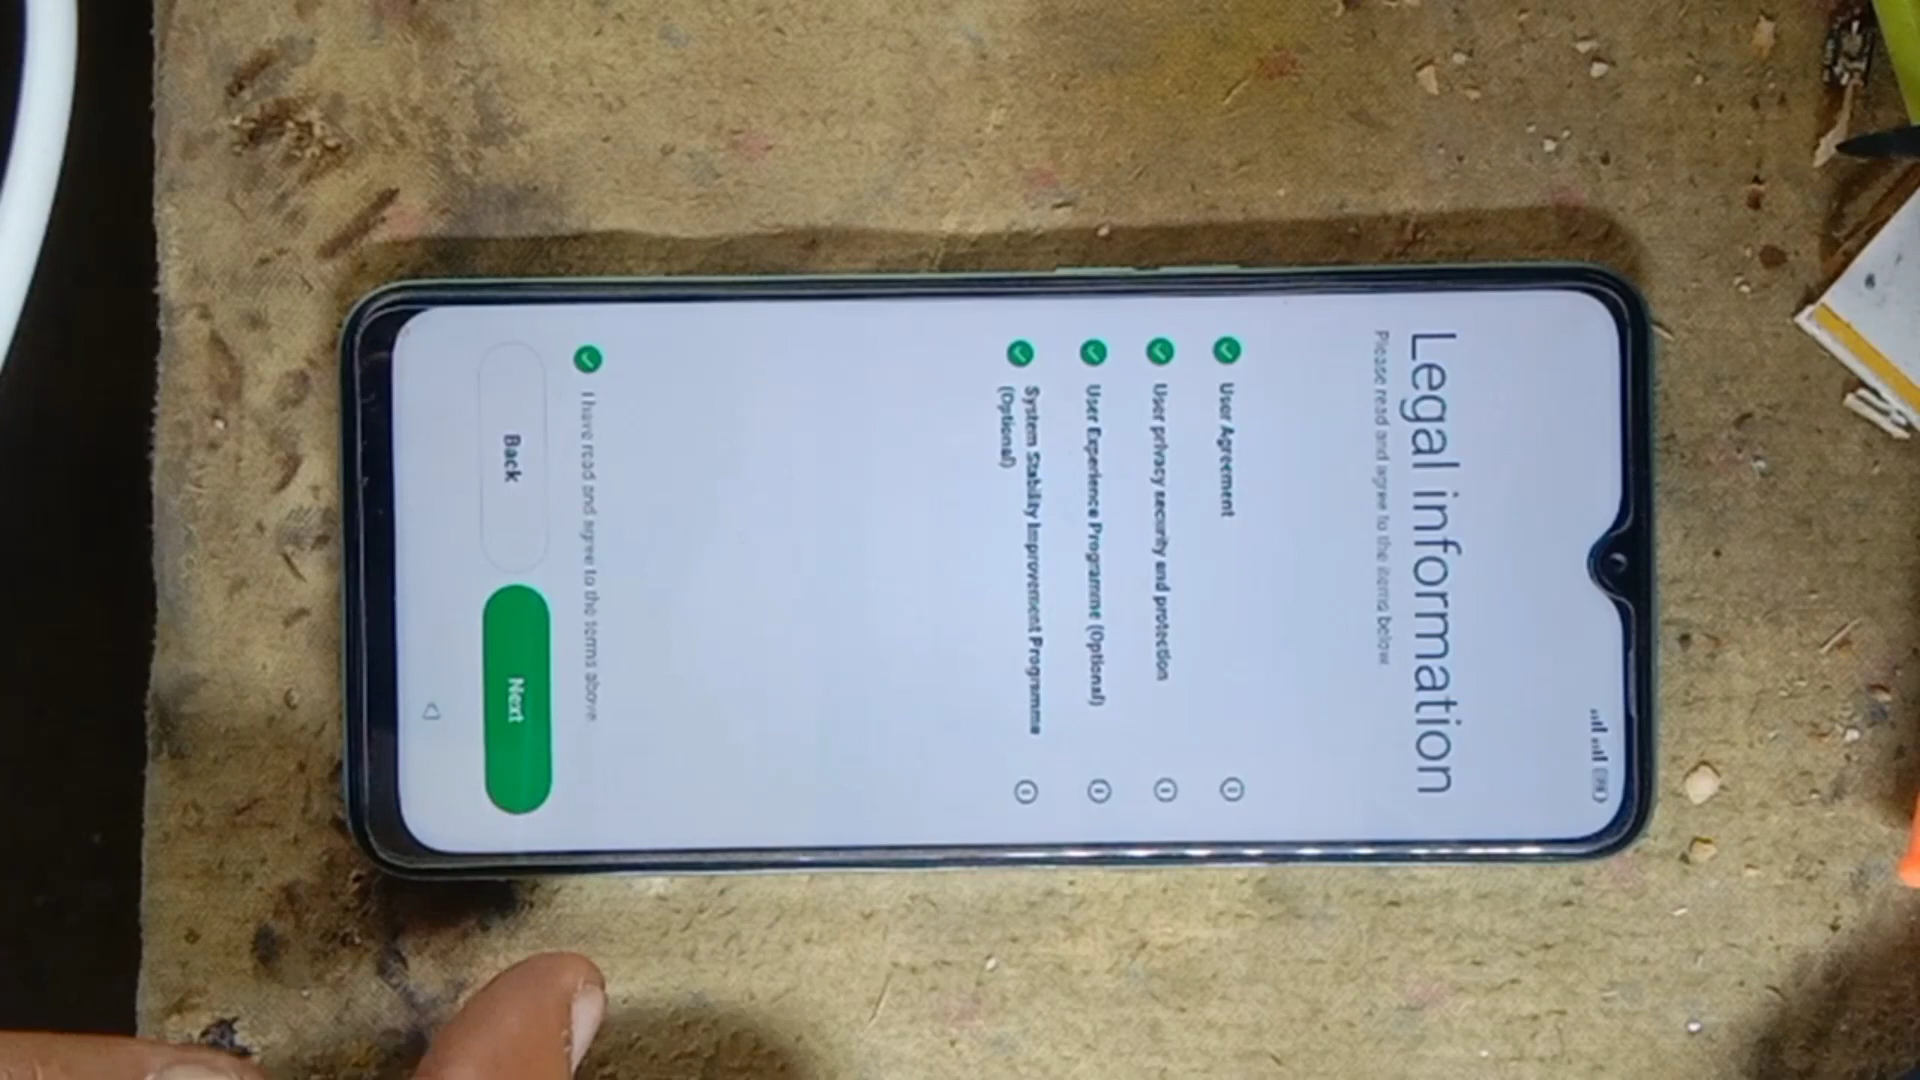 Legal information
Please read and agree to the items below
User Agreement
User privacy security and protection
User Experience Programme (Optional)
System Stability Improvement Programme
(Optional)
I have read and agree to the terms above.
Back
Next